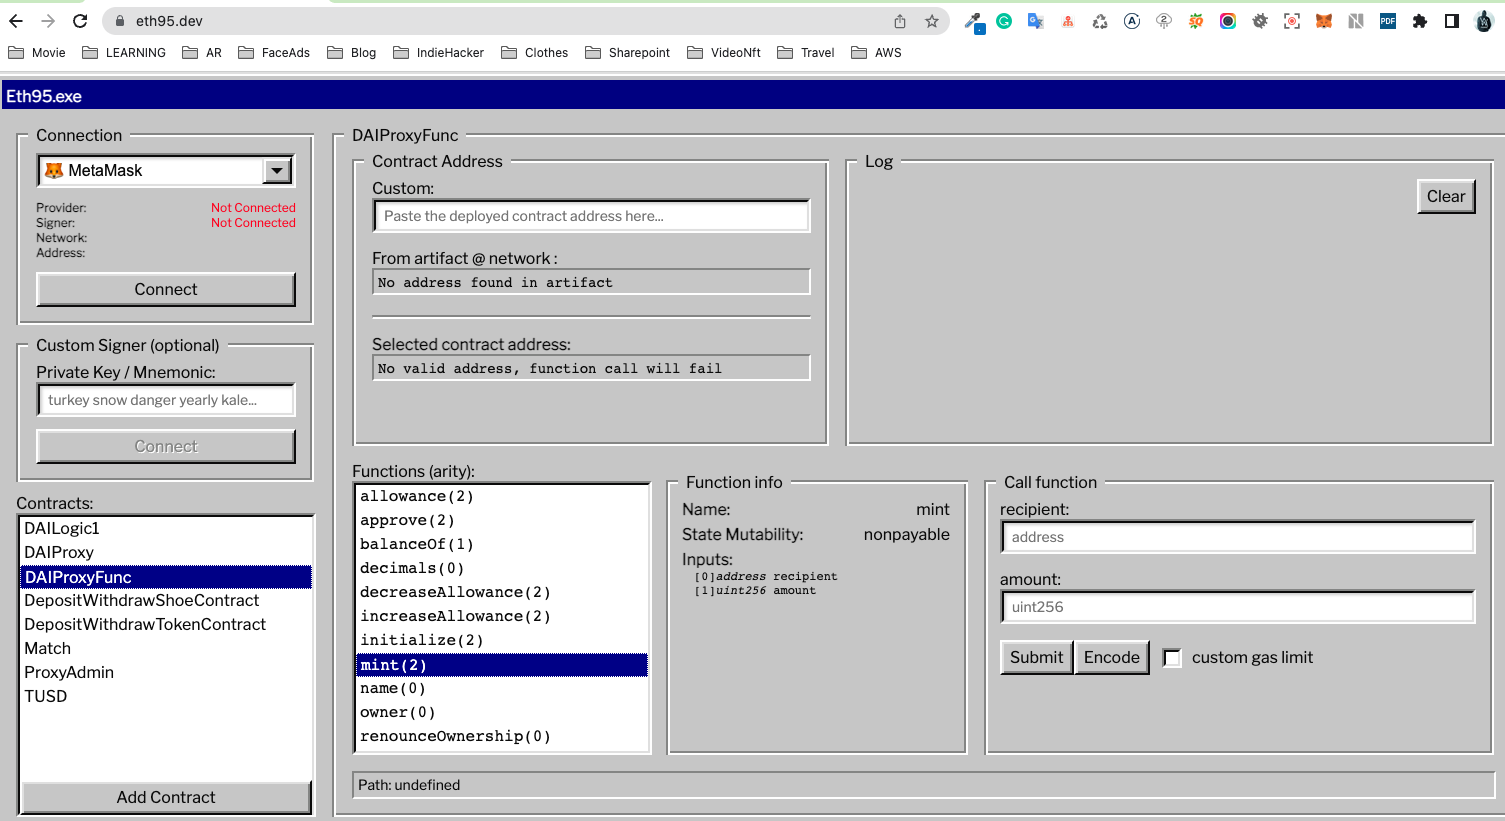 eth95.dev
Movie LEARNING AR FaceAds Blog IndieHacker Clothes Sharepoint VideoNft Travel AWS
Eth95.exe
Connection
MetaMask
Provider: Not Connected
Signer: Not Connected
Network:
Address:
Connect
Custom Signer (optional)
Private Key / Mnemonic:
turkey snow danger yearly kale...
Connect
Contracts:
DAILogic1
DAIProxy
DAIProxyFunc
DepositWithdrawShoeContract
DepositWithdrawTokenContract
Match
ProxyAdmin
TUSD
Add Contract
DAIProxyFunc
Contract Address
Custom:
Paste the deployed contract address here...
From artifact @ network :
No address found in artifact
Selected contract address:
No valid address, function call will fail
Log
Clear
Functions (arity):
allowance(2)
approve(2)
balanceOf(1)
decimals(0)
decreaseAllowance(2)
increaseAllowance(2)
initialize(2)
mint(2)
name(0)
owner(0)
renounceOwnership(0)
Function info
Name: mint
State Mutability: nonpayable
Inputs:
[0]address recipient
[1]uint256 amount
Call function
recipient:
address
amount:
uint256
Submit Encode custom gas limit
Path: undefined